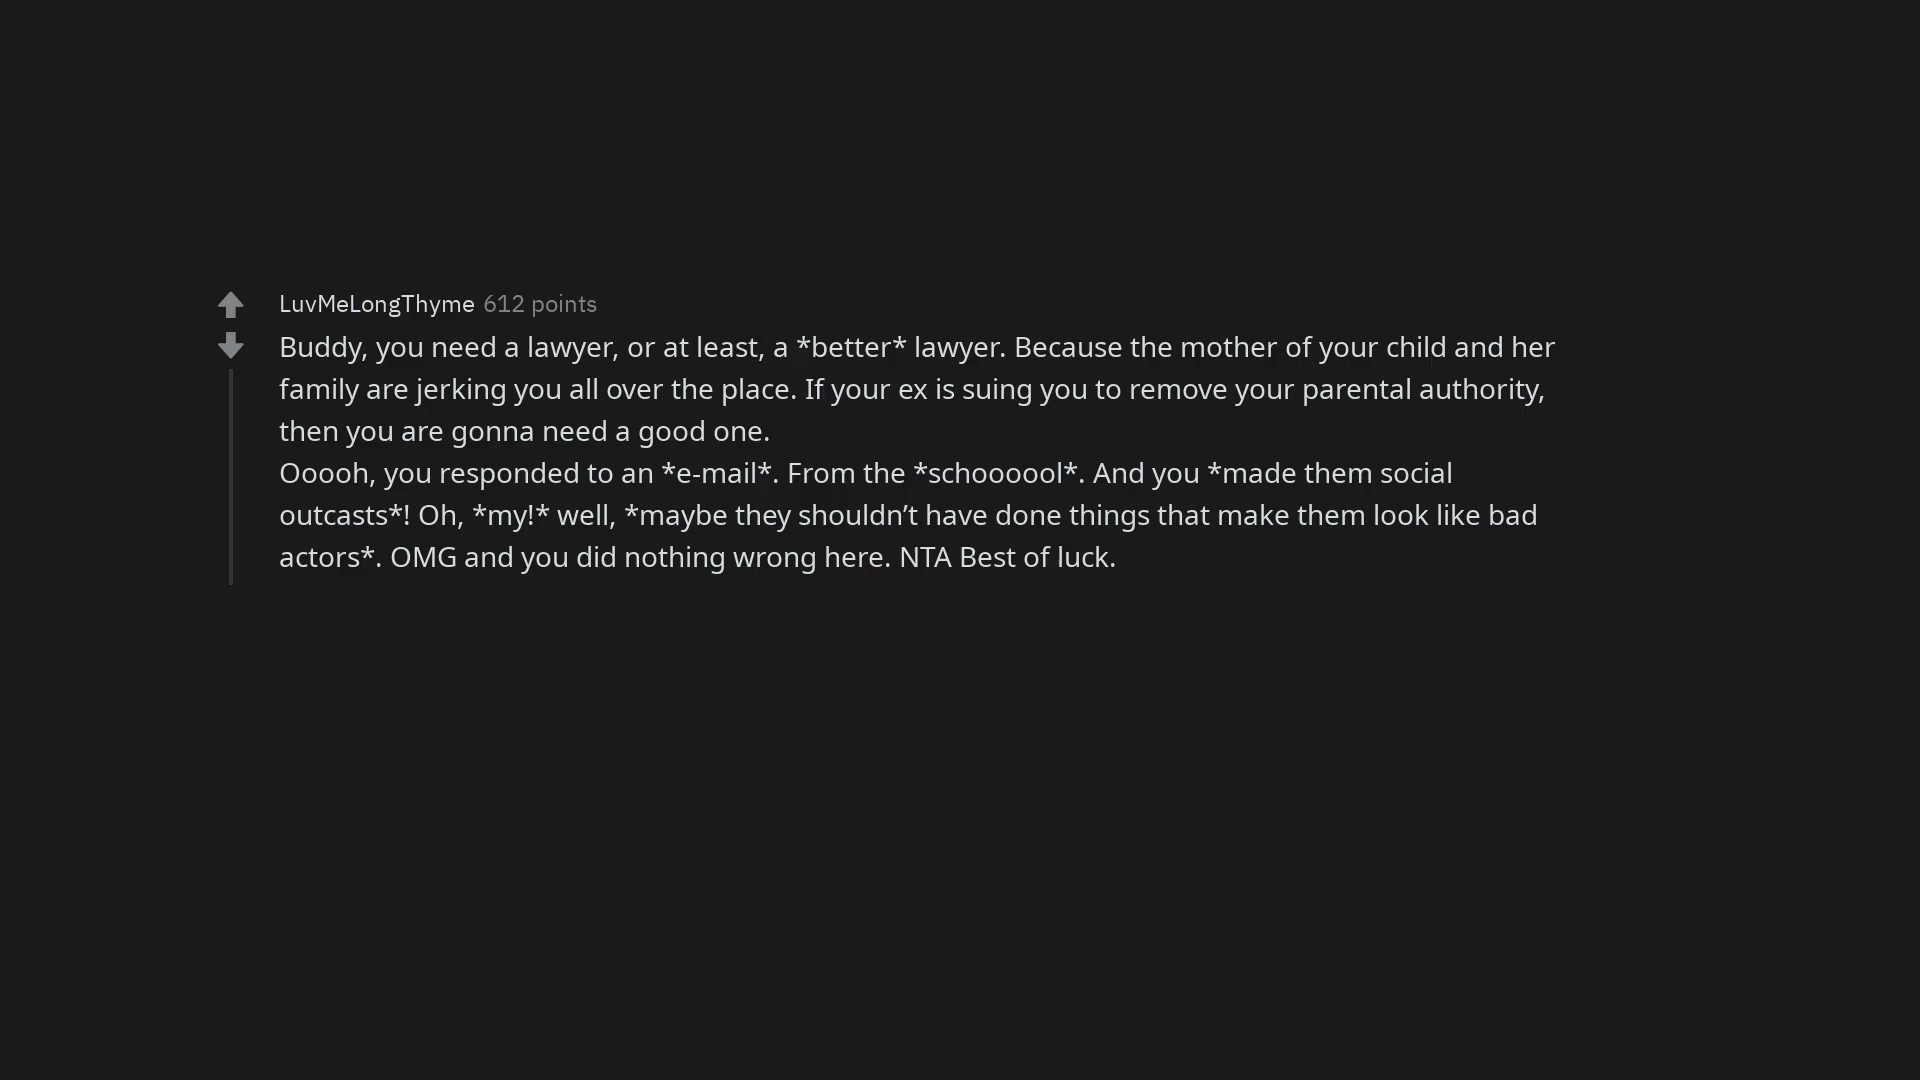 LuvMeLongThyme 612 points
Buddy, you need a lawyer, or at least, a *better* lawyer. Because the mother of your child and her
family are jerking you all over the place. If your ex is suing you to remove your parental authority,
then you are gonna need a good one.
Ooooh, you responded to an *e-mail*. From the *schoooool*. And you *made them social
outcasts*! Oh, *my!* well, *maybe they shouldn’t have done things that make them look like bad
actors*. OMG and you did nothing wrong here. NTA Best of luck.